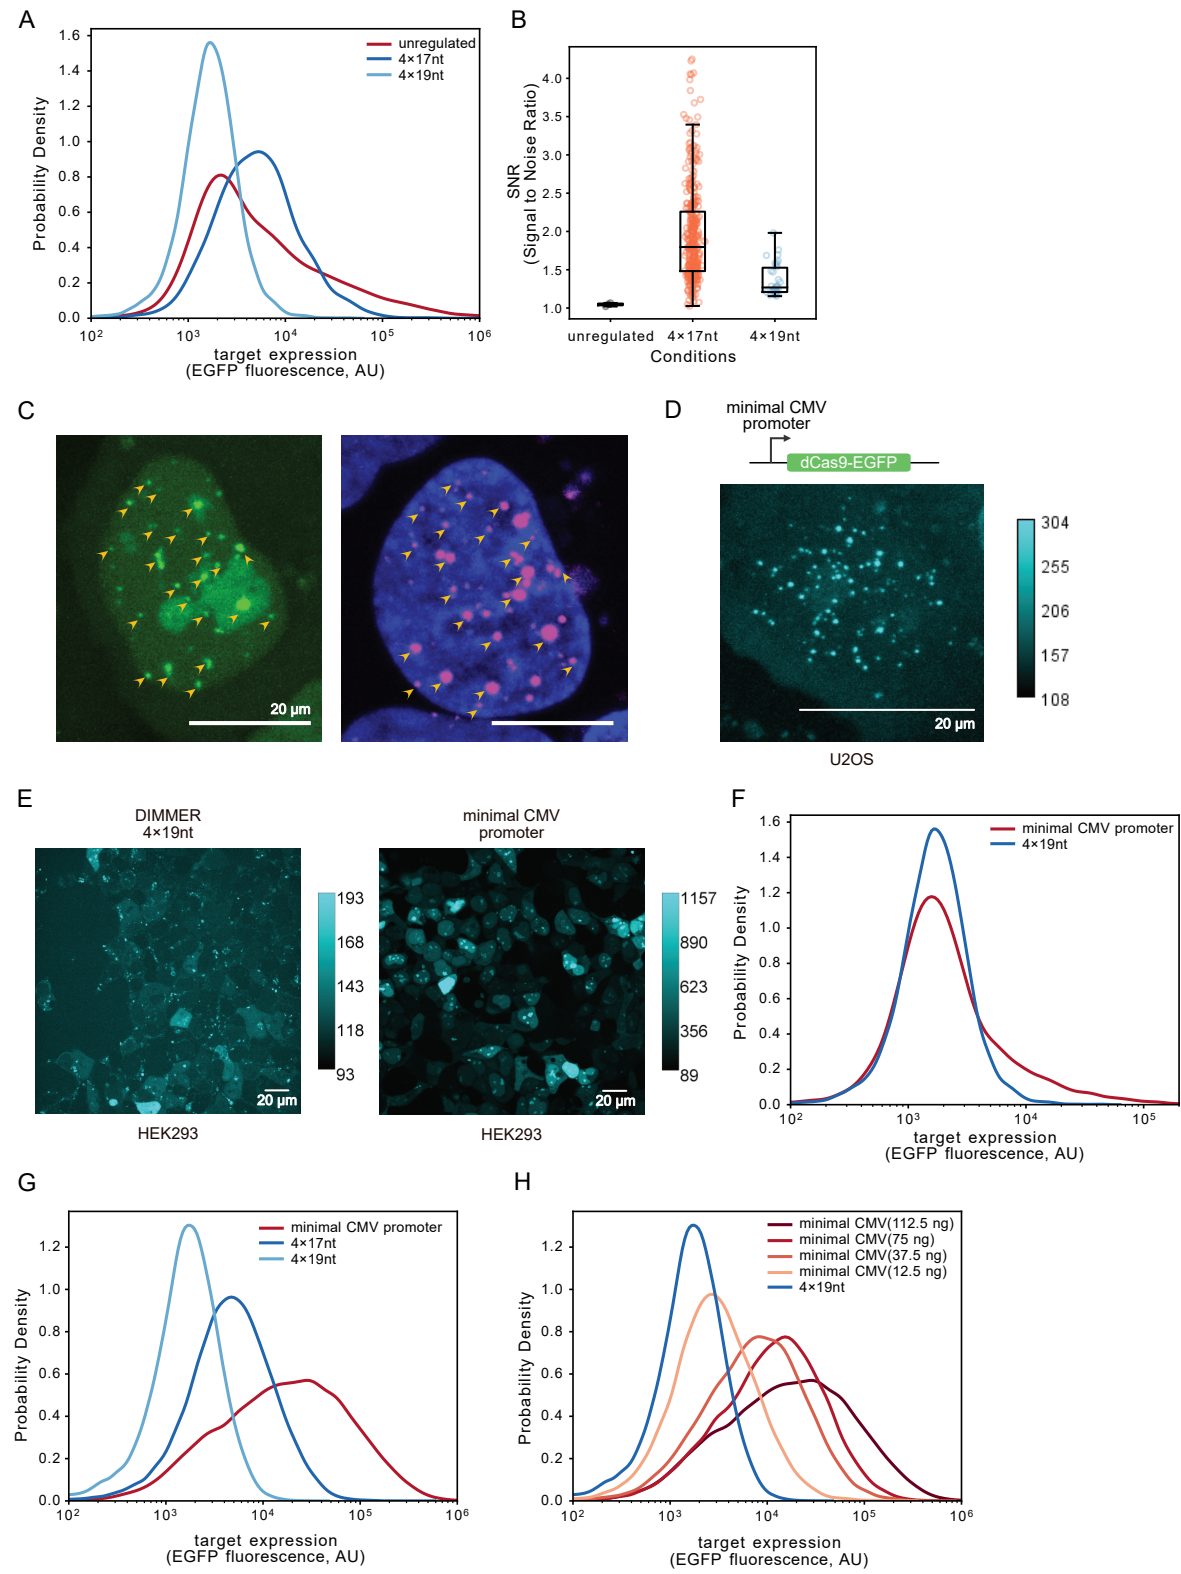 A
1.6
1.4
1.2
1.0
0.8
0.6
0.4
0.2
0.0
Probability Density
unregulated
4×17nt
4×19nt
10² 10³ 10⁴ 10⁵ 10⁶
target expression
(EGFP fluorescence, AU)
B
4.0
3.5
3.0
2.5
2.0
1.5
1.0
SNR
(Signal to Noise Ratio)
unregulated 4×17nt 4×19nt
Conditions
C
20 µm
D
minimal CMV
promoter
dCas9-EGFP
304
255
206
157
108
20 µm
U2OS
E
DIMMER
4×19nt
193
168
143
118
93
20 µm
HEK293
minimal CMV
promoter
1157
890
623
356
89
20 µm
HEK293
F
1.6
1.4
1.2
1.0
0.8
0.6
0.4
0.2
0.0
Probability Density
minimal CMV promoter
4×19nt
10² 10³ 10⁴ 10⁵
target expression
(EGFP fluorescence, AU)
G
1.2
1.0
0.8
0.6
0.4
0.2
0.0
Probability Density
minimal CMV promoter
4×17nt
4×19nt
10² 10³ 10⁴ 10⁵ 10⁶
target expression
(EGFP fluorescence, AU)
H
1.2
1.0
0.8
0.6
0.4
0.2
0.0
Probability Density
minimal CMV(112.5 ng)
minimal CMV(75 ng)
minimal CMV(37.5 ng)
minimal CMV(12.5 ng)
4×19nt
10² 10³ 10⁴ 10⁵ 10⁶
target expression
(EGFP fluorescence, AU)